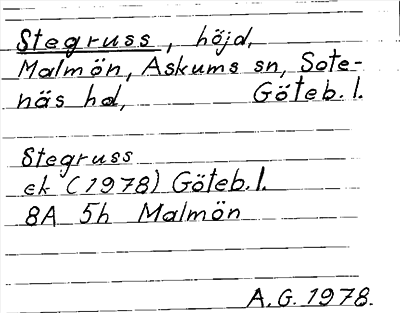 Stegruss, höjd,
Malmön, Askums sn, Sote-
näs hd, Göteb. l.
Stegruss
ek (1978) Göteb. l.
8A 5h Malmön
A.G. 1978.